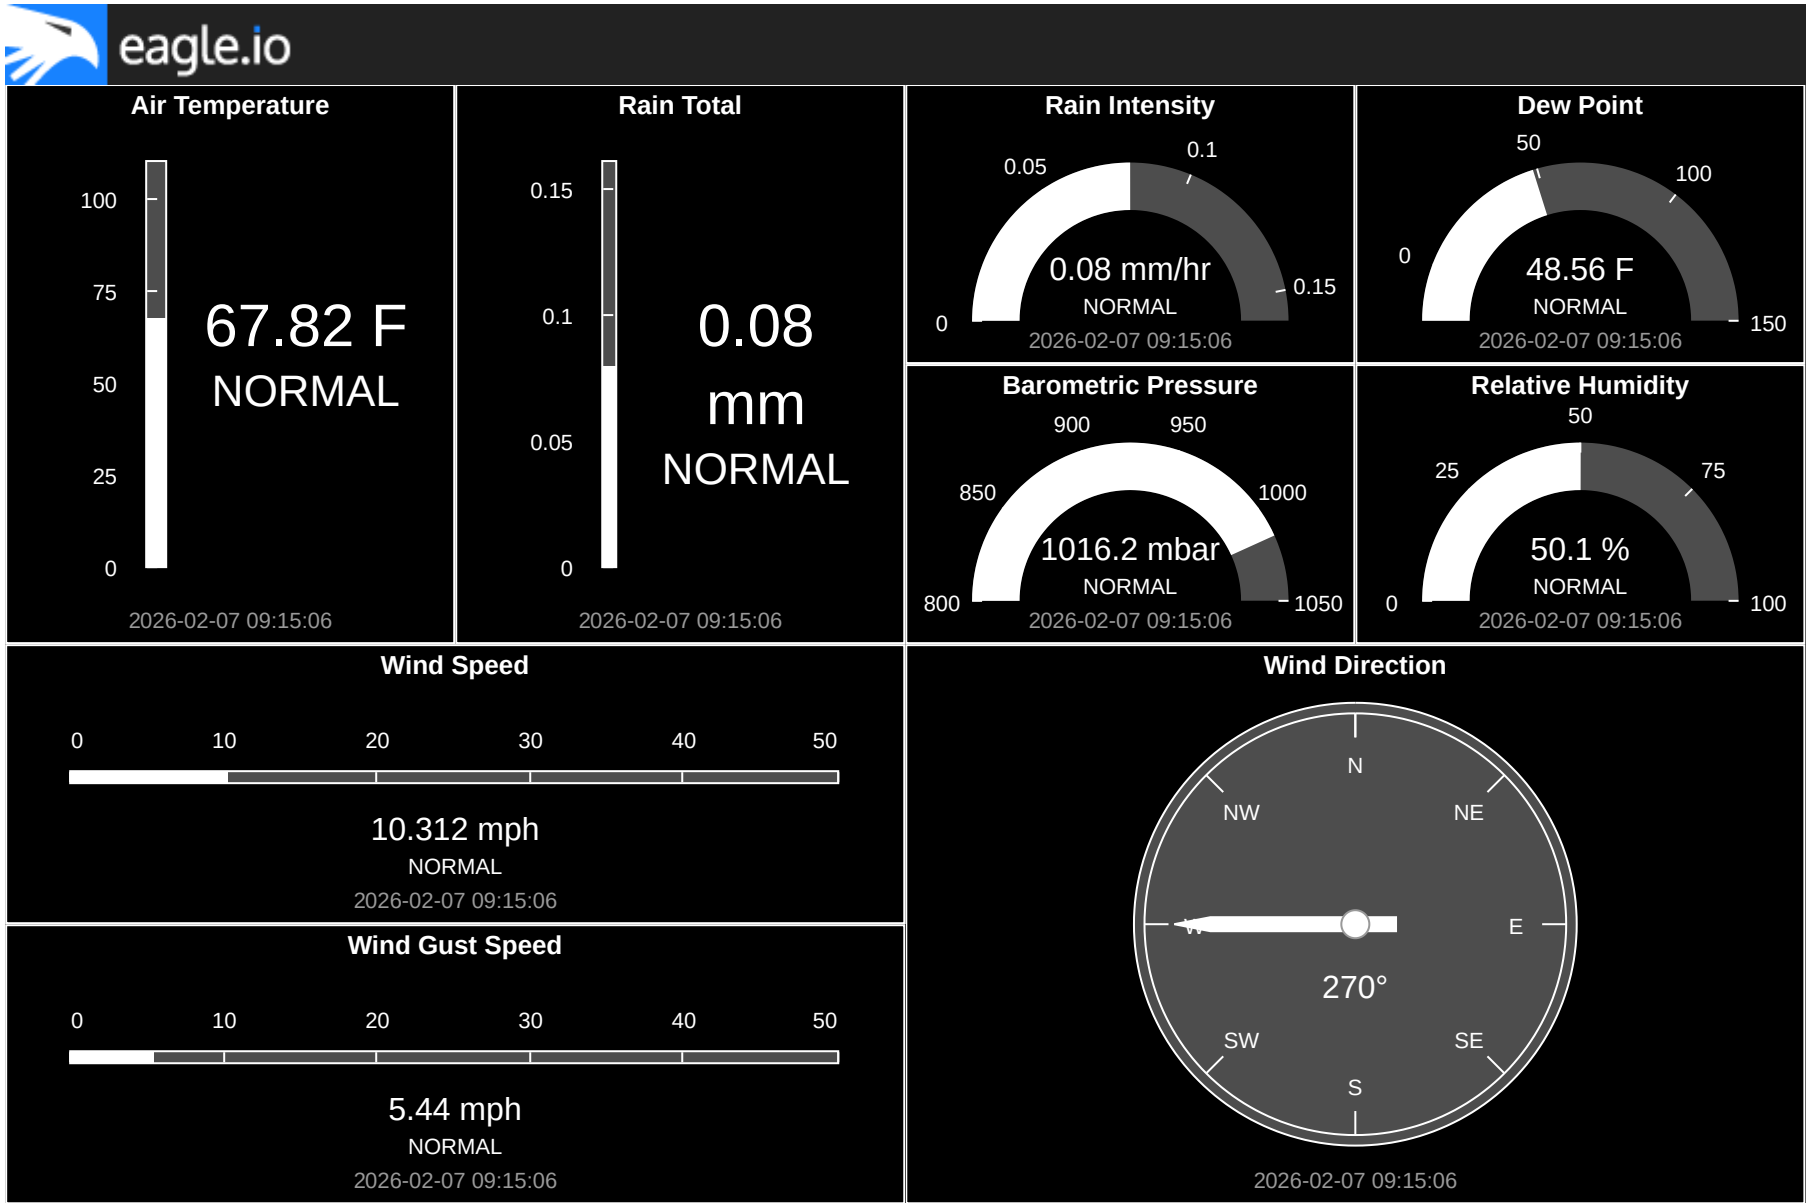 eagle.io
Air Temperature
100
75
50
25
0
67.82 F
NORMAL
2026-02-07 09:15:06
Rain Total
0.15
0.1
0.05
0
0.08
mm
NORMAL
2026-02-07 09:15:06
Rain Intensity
0
0.05
0.1
0.15
0.08 mm/hr
NORMAL
2026-02-07 09:15:06
Dew Point
0
50
100
150
48.56 F
NORMAL
2026-02-07 09:15:06
Barometric Pressure
800
850
900
950
1000
1050
1016.2 mbar
NORMAL
2026-02-07 09:15:06
Relative Humidity
0
25
50
75
100
50.1 %
NORMAL
2026-02-07 09:15:06
Wind Speed
0 10 20 30 40 50
10.312 mph
NORMAL
2026-02-07 09:15:06
Wind Gust Speed
0 10 20 30 40 50
5.44 mph
NORMAL
2026-02-07 09:15:06
Wind Direction
N
NW NE
W E
270°
SW SE
S
2026-02-07 09:15:06